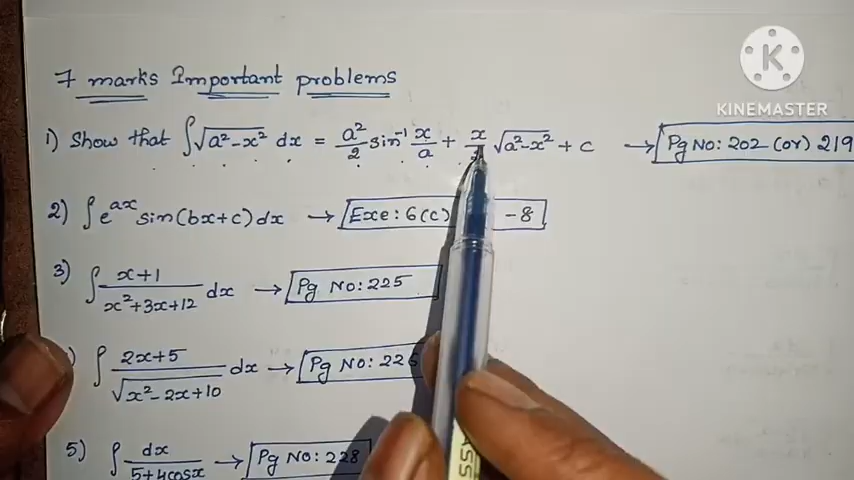 7 marks Important problems
K
KINEMASTER
1) Show that ∫√(a²-x²) dx = a²/2 sin⁻¹ x/a + x/2 √(a²-x²) + c → Pg No: 202 (or) 219
2) ∫e^(ax) sin(bx+c) dx → Exe: 6(c) -8
3) ∫ (x+1)/(x²+3x+12) dx → Pg No: 225
) ∫ (2x+5)/√(x²-2x+10) dx → Pg No: 226
5) ∫ dx/(5+4cosx) → Pg No: 228
ASS